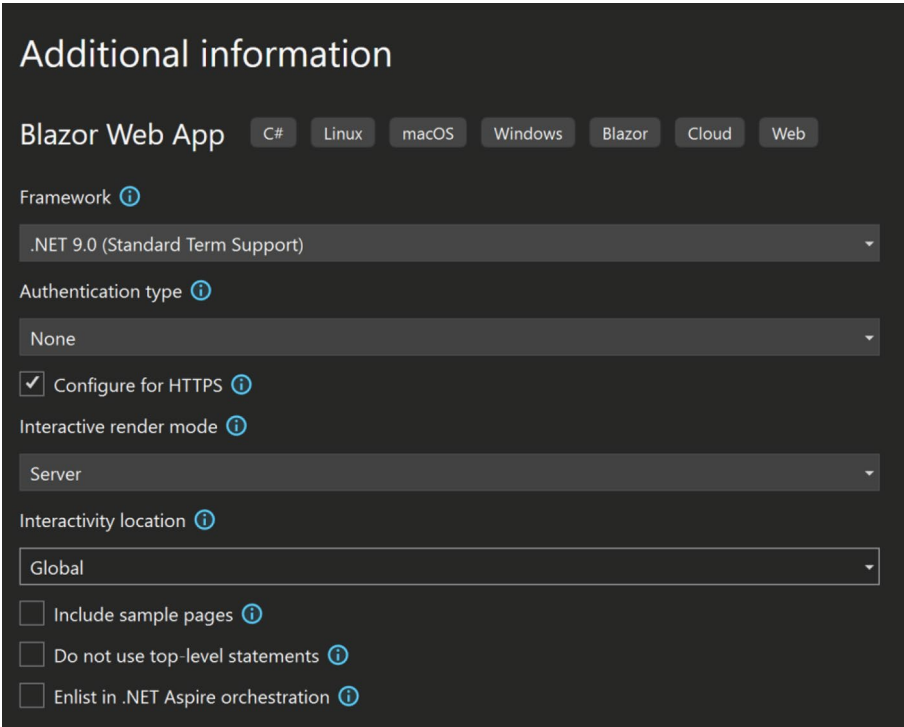 Additional information
Blazor Web App C# Linux macOS Windows Blazor Cloud Web
Framework
.NET 9.0 (Standard Term Support)
Authentication type
None
Configure for HTTPS
Interactive render mode
Server
Interactivity location
Global
Include sample pages
Do not use top-level statements
Enlist in .NET Aspire orchestration